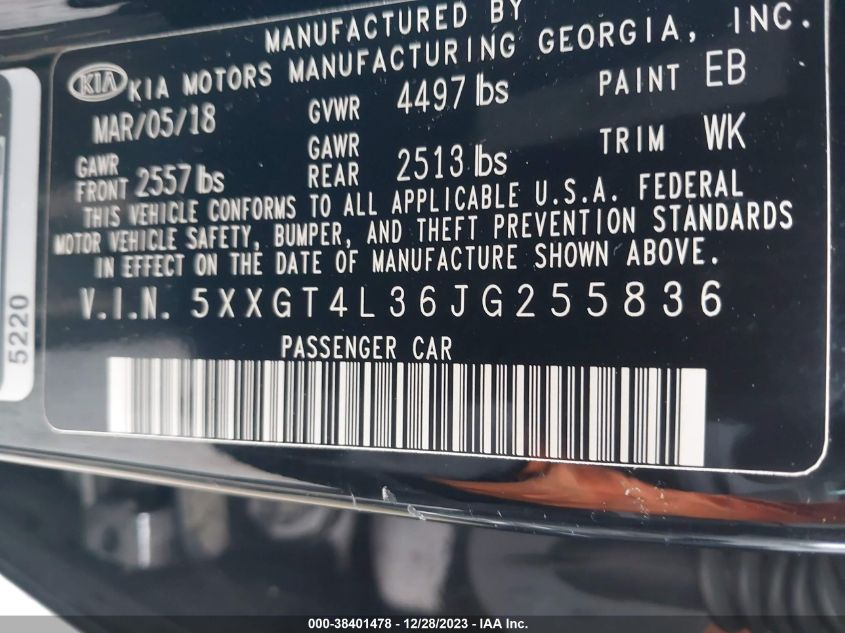 MANUFACTURED BY
KIA KIA MOTORS MANUFACTURING GEORGIA, INC.
MAR/05/18 GVWR 4497 lbs PAINT EB
GAWR FRONT 2557 lbs GAWR REAR 2513 lbs TRIM WK
THIS VEHICLE CONFORMS TO ALL APPLICABLE U.S.A. FEDERAL
MOTOR VEHICLE SAFETY, BUMPER, AND THEFT PREVENTION STANDARDS
IN EFFECT ON THE DATE OF MANUFACTURE SHOWN ABOVE.
V.I.N. 5XXGT4L36JG255836
PASSENGER CAR
5220
000-38401478 - 12/28/2023 - IAA Inc.